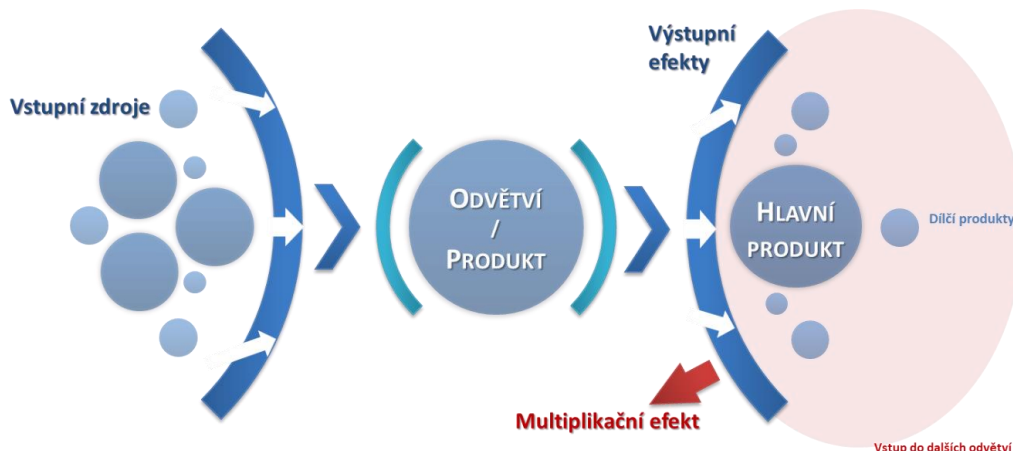 Vstupní zdroje
ODVĚTVÍ
/
PRODUKT
Výstupní
efekty
HLAVNÍ
PRODUKT
Dílčí produkty
Multiplikační efekt
Vstup do dalších odvětví